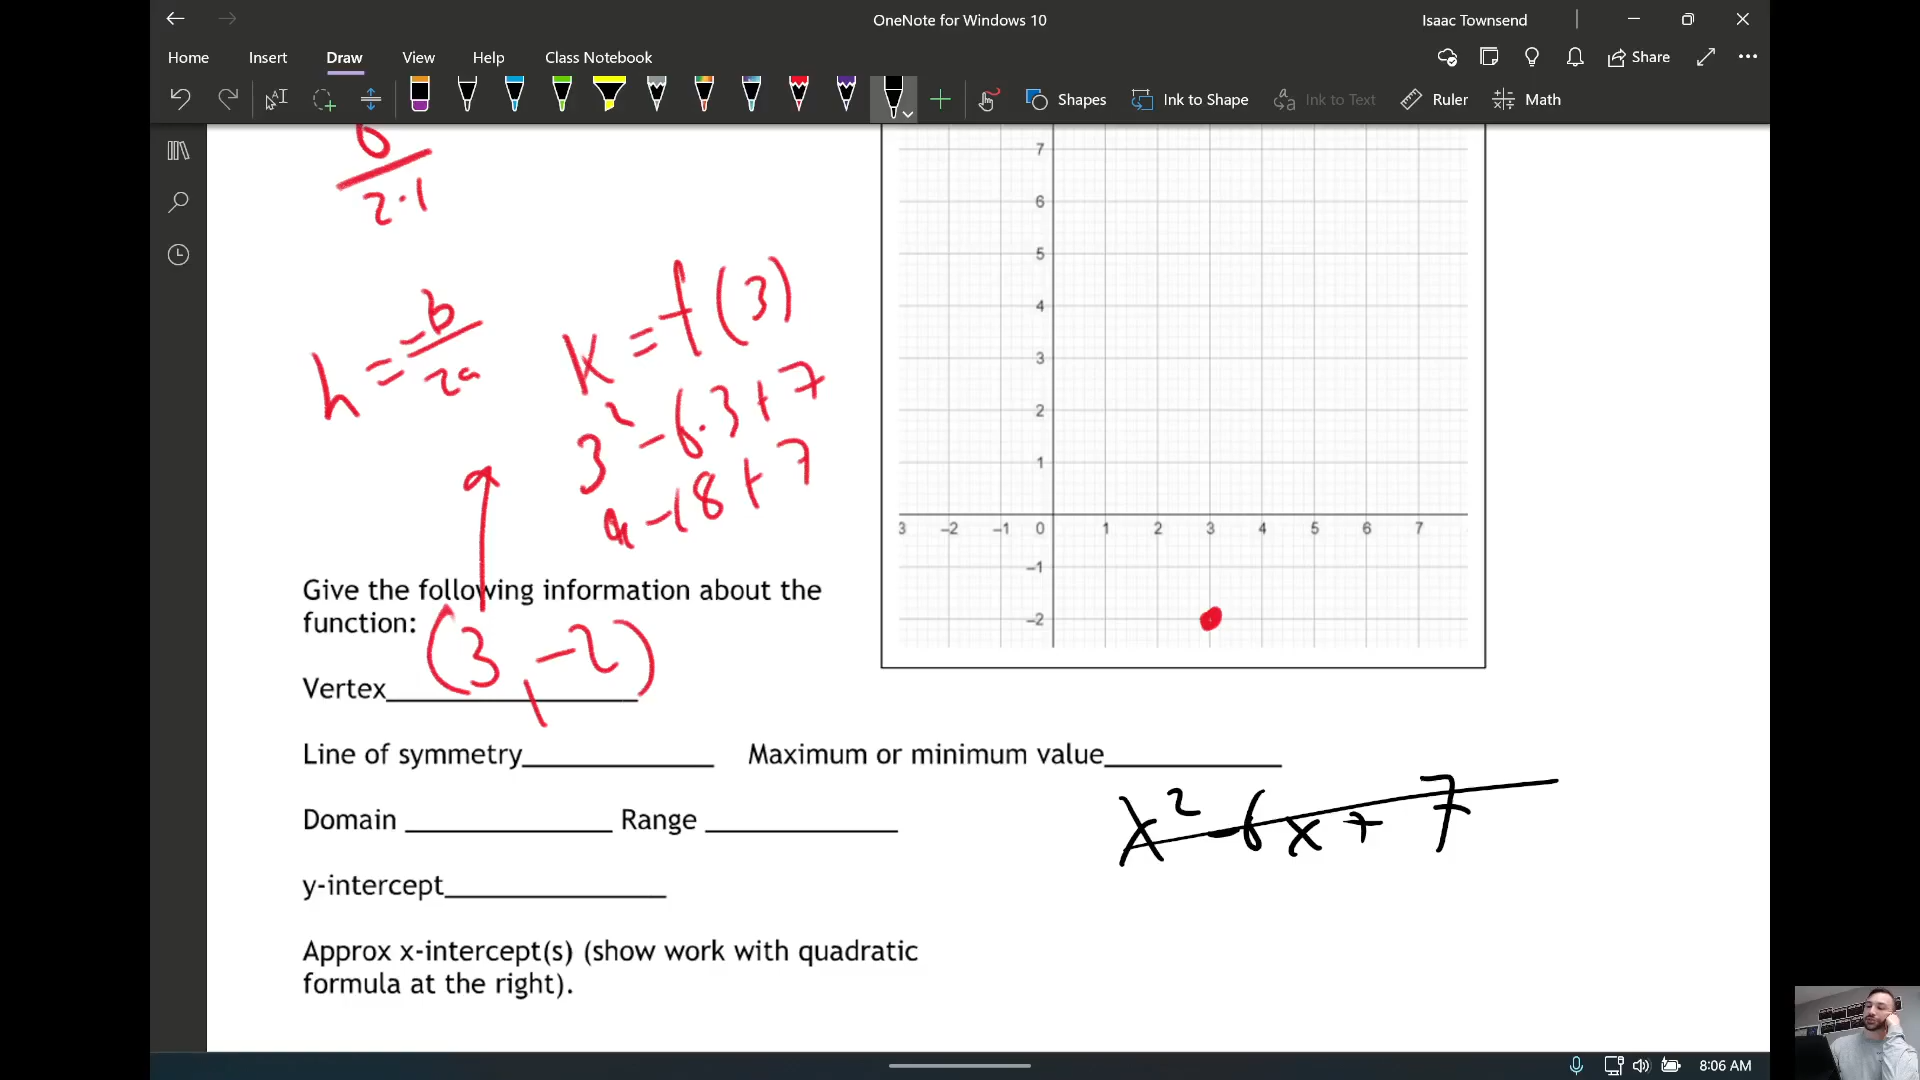 OneNote for Windows 10
Isaac Townsend
Home Insert Draw View Help Class Notebook
Share
Shapes Ink to Shape Ink to Text Ruler Math
6
2·1
h = -b
2a
K = f(3)
3² - 6·3 + 7
9 - 18 + 7
7
6
5
4
3
2
1
3 -2 -1 0 1 2 3 4 5 6 7
-1
-2
Give the following information about the
function:
(3, -2)
Vertex
Line of symmetry Maximum or minimum value
x² - 6x + 7
Domain Range
y-intercept
Approx x-intercept(s) (show work with quadratic
formula at the right).
8:06 AM